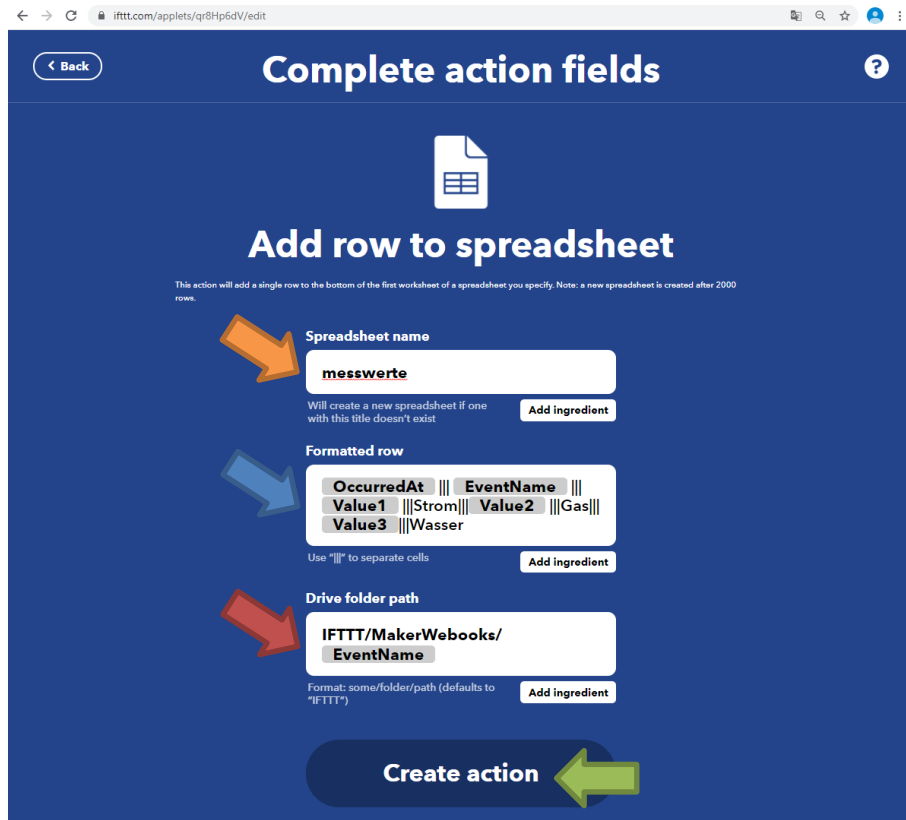 ifttt.com/applets/qr8Hp6dV/edit
Back
Complete action fields
?
Add row to spreadsheet
This action will add a single row to the bottom of the first worksheet of a spreadsheet you specify. Note: a new spreadsheet is created after 2000
rows.
Spreadsheet name
messwerte
Will create a new spreadsheet if one
with this title doesn't exist
Add ingredient
Formatted row
OccurredAt ||| EventName |||
Value1 |||Strom||| Value2 |||Gas|||
Value3 |||Wasser
Use "|||" to separate cells
Add ingredient
Drive folder path
IFTTT/MakerWebooks/
EventName
Format: some/folder/path (defaults to
"IFTTT")
Add ingredient
Create action